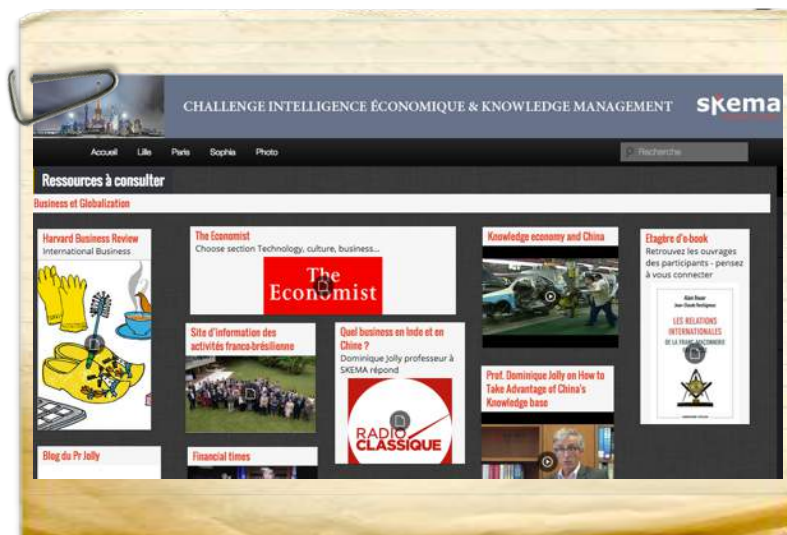 CHALLENGE INTELLIGENCE ÉCONOMIQUE & KNOWLEDGE MANAGEMENT
skema
Accueil Lille Paris Sophia Photo
Recherche
Ressources à consulter
Business et Globalization
Harvard Business Review
International Business
The Economist
Choose section Technology, culture, business...
The
Economist
Site d'information des
activités franco-brésilienne
Quel business en Inde et en
Chine ?
Dominique Jolly professeur à
SKEMA répond
RADIO
CLASSIQUE
Knowledge economy and China
Prof. Dominique Jolly on How to
Take Advantage of China's
Knowledge base
Etagère d'e-book
Retrouvez les ouvrages
des participants - pensez
à vous connecter
LES RELATIONS
INTERNATIONALES
DE LA FRANC-MAÇONNERIE
Blog du Pr Jolly
Financial times